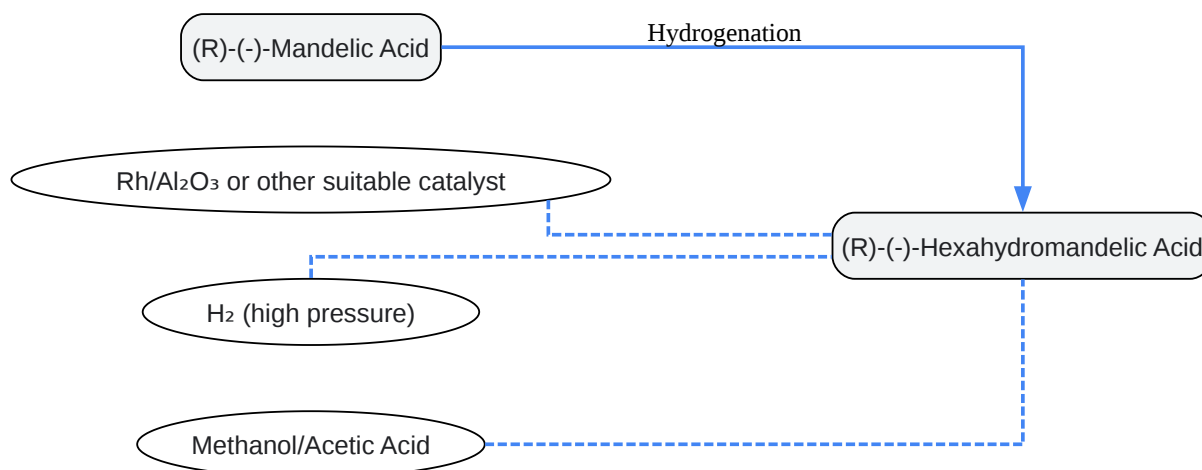 (R)-(-)-Mandelic Acid
Hydrogenation
Rh/Al₂O₃ or other suitable catalyst
(R)-(-)-Hexahydromandelic Acid
H₂ (high pressure)
Methanol/Acetic Acid